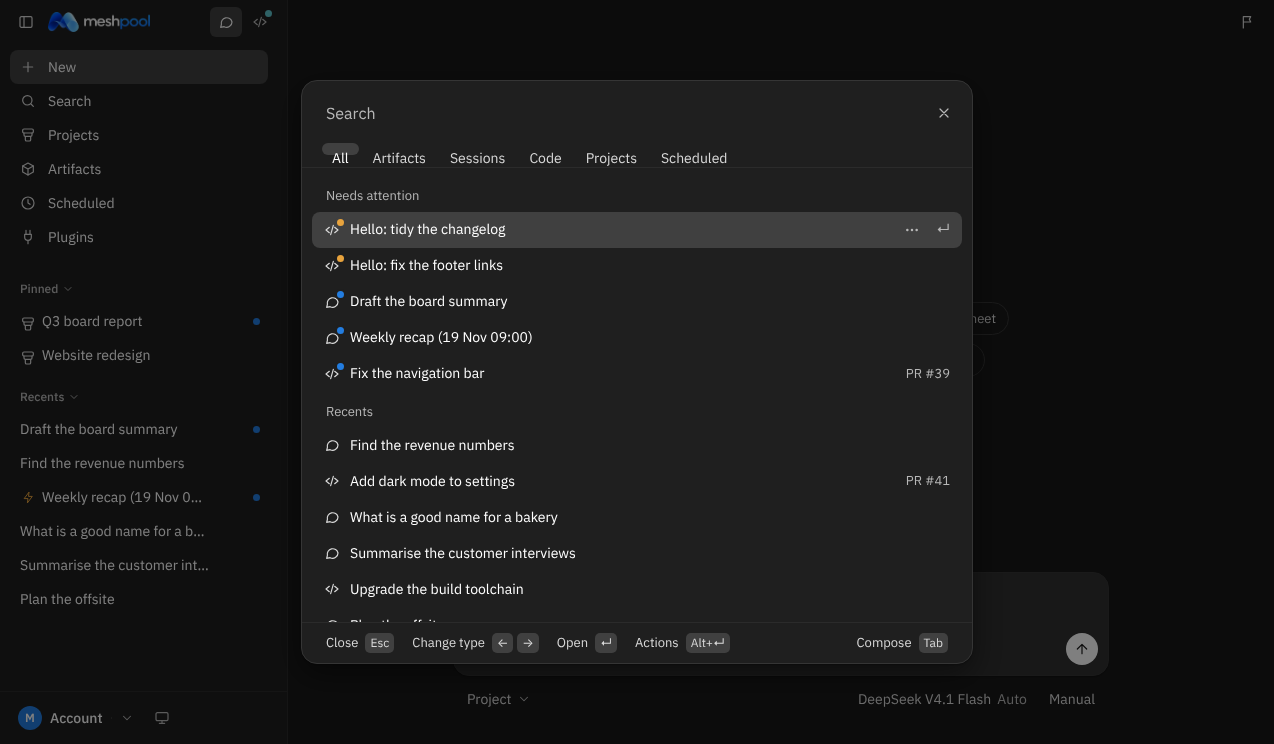 meshpool
New
Search
Projects
Artifacts
Scheduled
Plugins
Pinned
Q3 board report
Website redesign
Recents
Draft the board summary
Find the revenue numbers
Weekly recap (19 Nov 0...
What is a good name for a b...
Summarise the customer int...
Plan the offsite
M Account
Search
All Artifacts Sessions Code Projects Scheduled
Needs attention
Hello: tidy the changelog
Hello: fix the footer links
Draft the board summary
Weekly recap (19 Nov 09:00)
Fix the navigation bar PR #39
Recents
Find the revenue numbers
Add dark mode to settings PR #41
What is a good name for a bakery
Summarise the customer interviews
Upgrade the build toolchain
Close Esc Change type ← → Open ↵ Actions Alt+↵ Compose Tab
Project DeepSeek V4.1 Flash Auto Manual